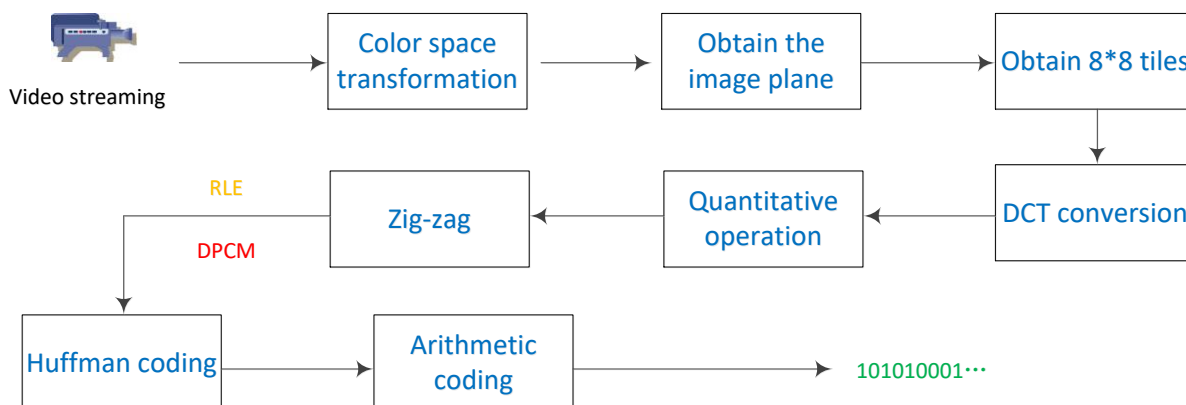 Video streaming
Color space
transformation
Obtain the
image plane
Obtain 8*8 tiles
DCT conversion
Quantitative
operation
Zig-zag
RLE
DPCM
Huffman coding
Arithmetic
coding
101010001⋯